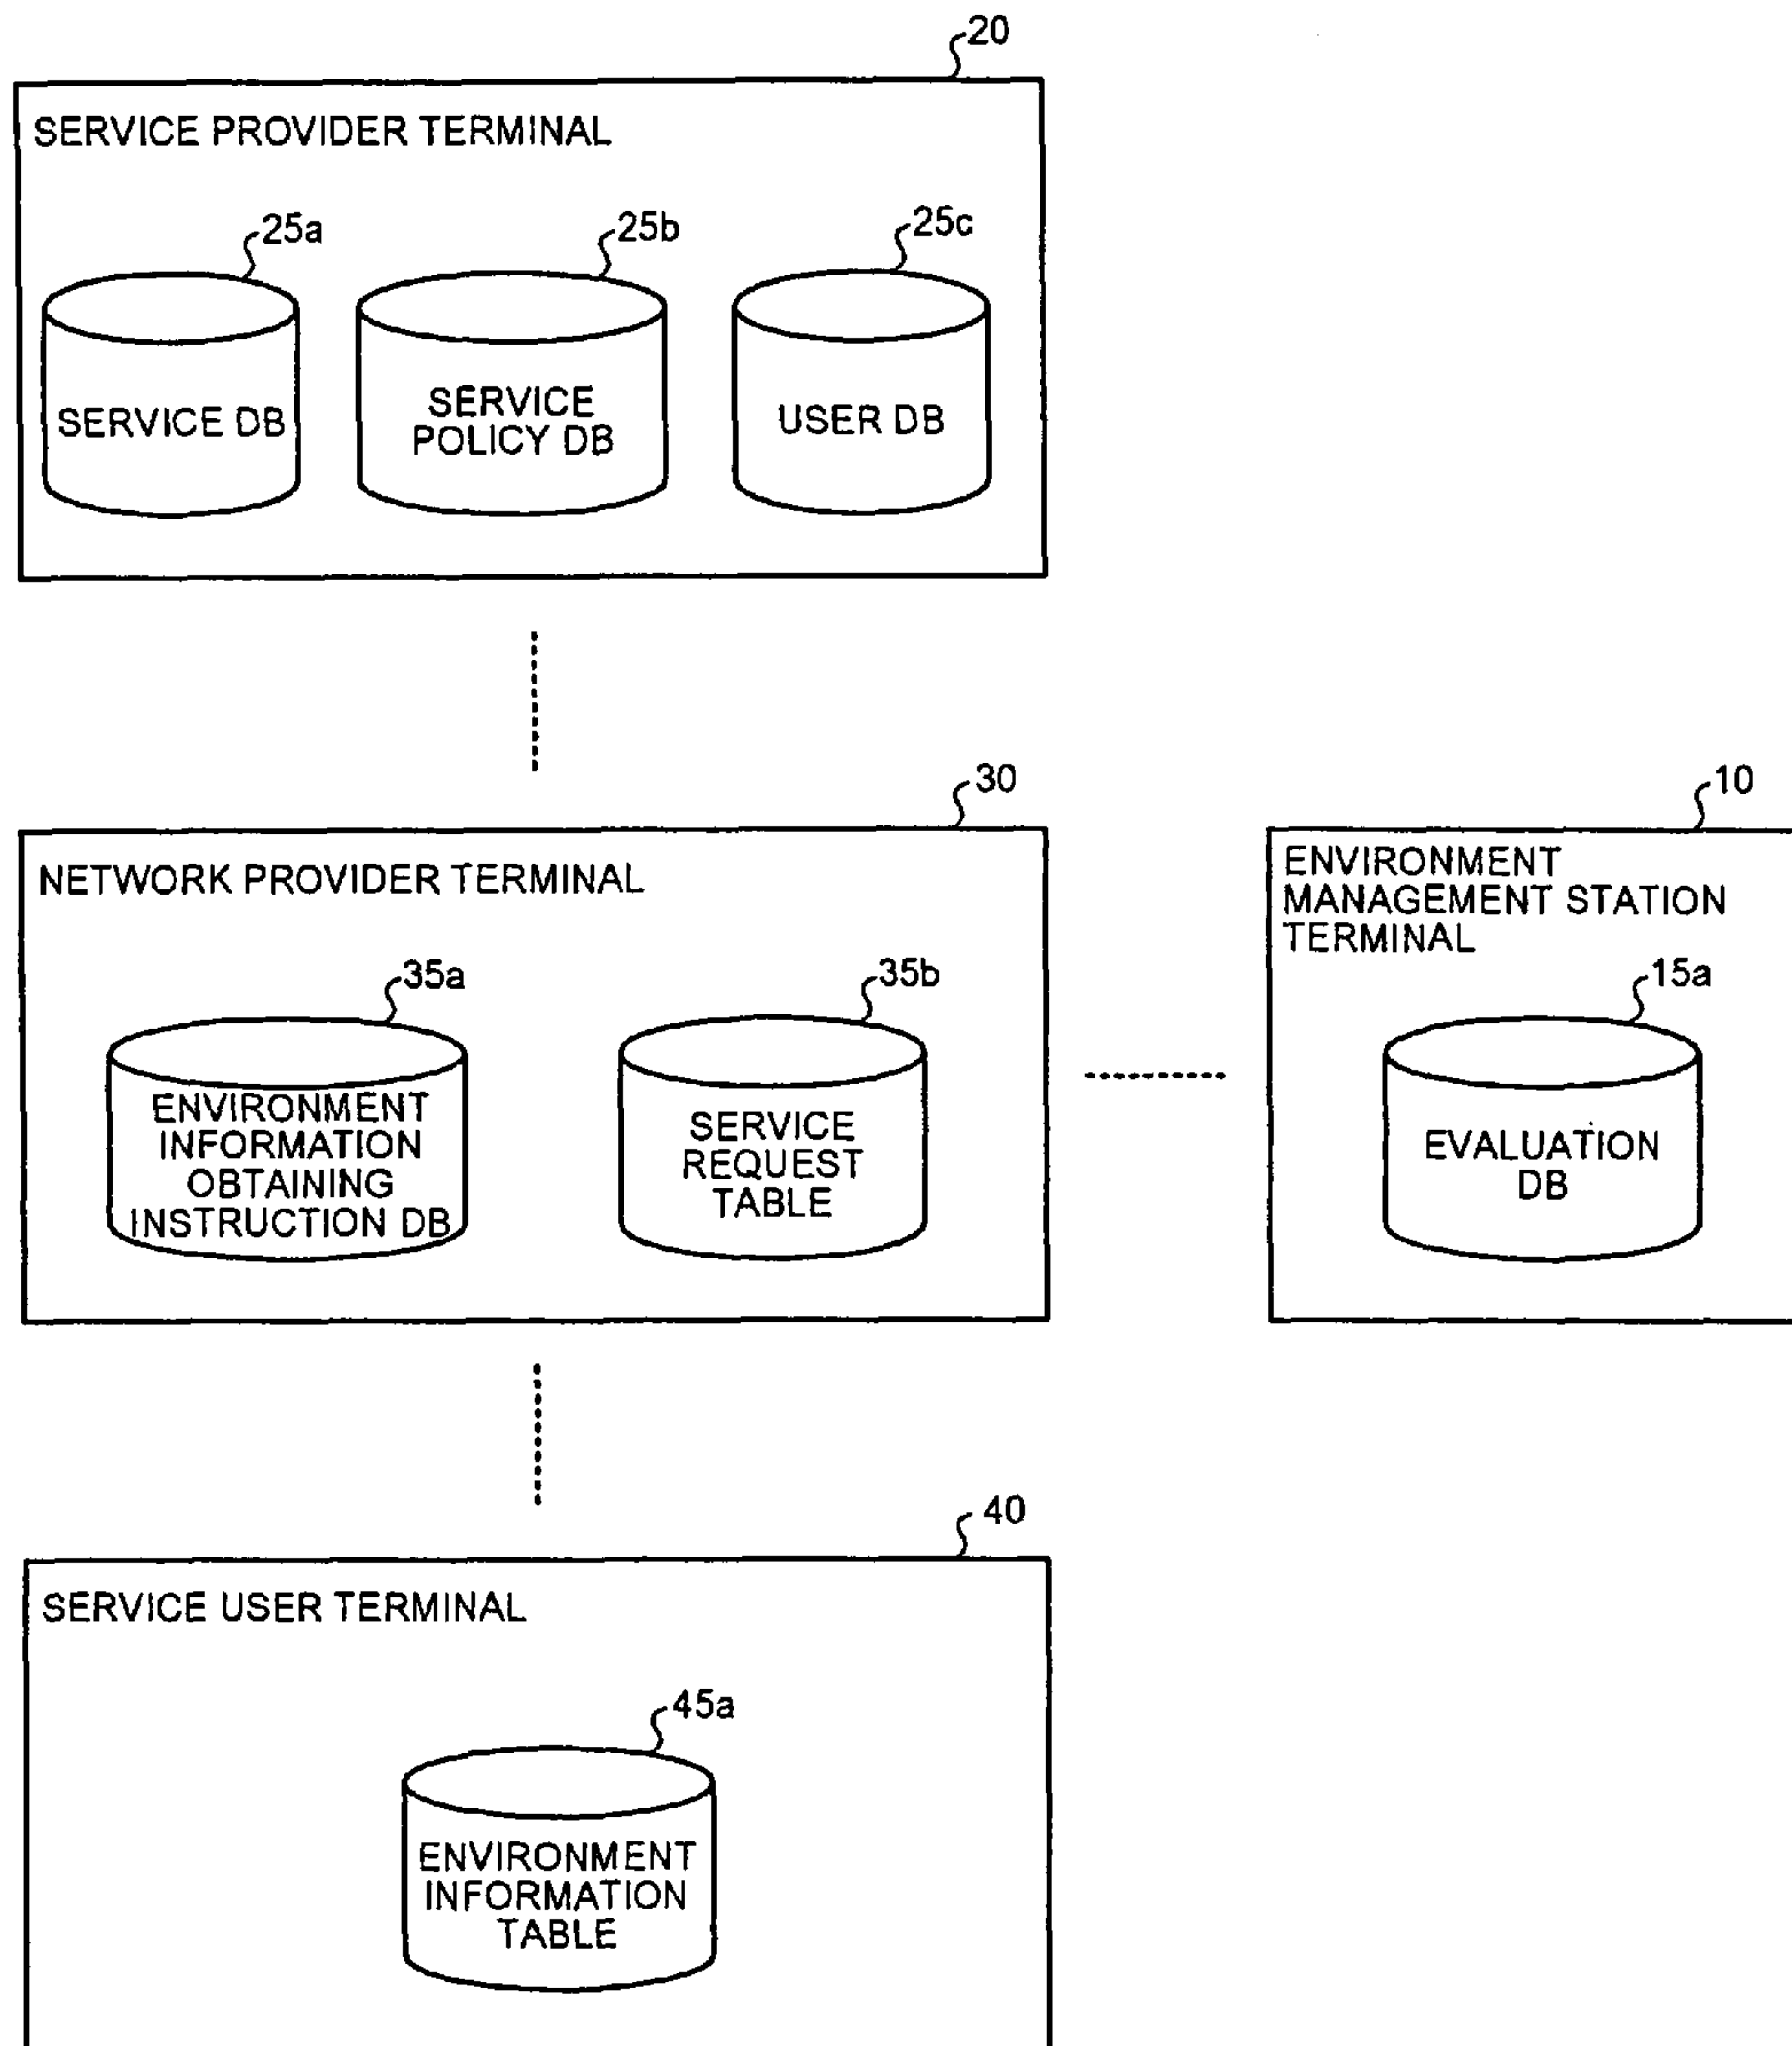 20
SERVICE PROVIDER TERMINAL
25a
25b
25c
SERVICE DB
SERVICE
POLICY DB
USER DB
30
NETWORK PROVIDER TERMINAL
35a
35b
ENVIRONMENT
INFORMATION
OBTAINING
INSTRUCTION DB
SERVICE
REQUEST
TABLE
10
ENVIRONMENT
MANAGEMENT STATION
TERMINAL
15a
EVALUATION
DB
40
SERVICE USER TERMINAL
45a
ENVIRONMENT
INFORMATION
TABLE